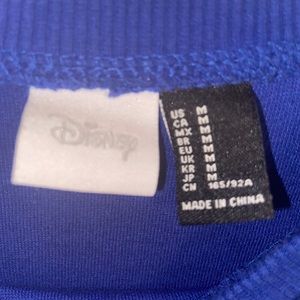 Disney
US M
CA M
MX M
BR M
EU M
UK M
KR M
JP M
CN 165/92A
MADE IN CHINA